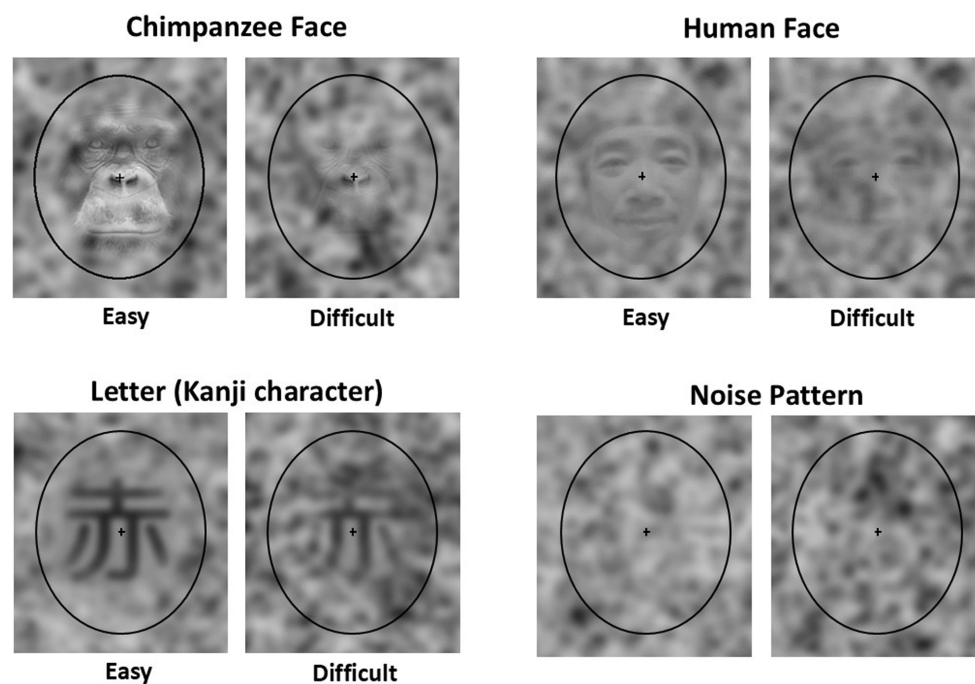 Chimpanzee Face
Human Face
Easy
Difficult
Easy
Difficult
Letter (Kanji character)
Noise Pattern
赤
赤
Easy
Difficult